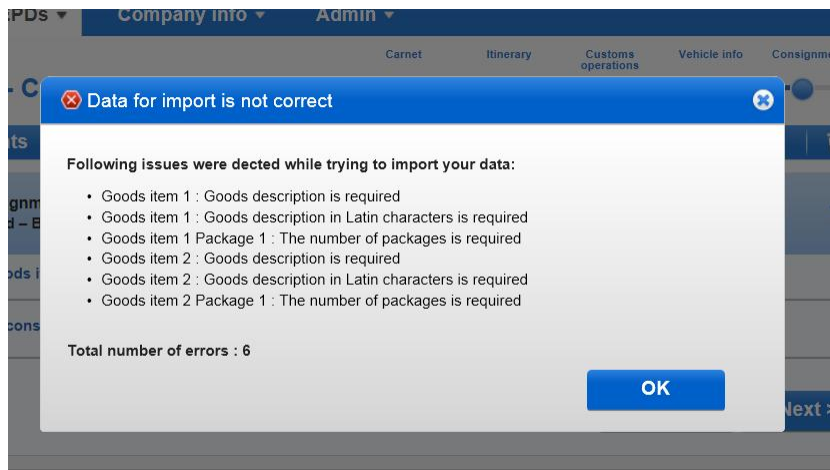 EPDs Company Info Admin
Carnet Itinerary Customs operations Vehicle info Consignme
- C
Data for import is not correct
nts
Following issues were dected while trying to import your data:
• Goods item 1 : Goods description is required
• Goods item 1 : Goods description in Latin characters is required
• Goods item 1 Package 1 : The number of packages is required
• Goods item 2 : Goods description is required
• Goods item 2 : Goods description in Latin characters is required
• Goods item 2 Package 1 : The number of packages is required
Total number of errors : 6
OK
Next >